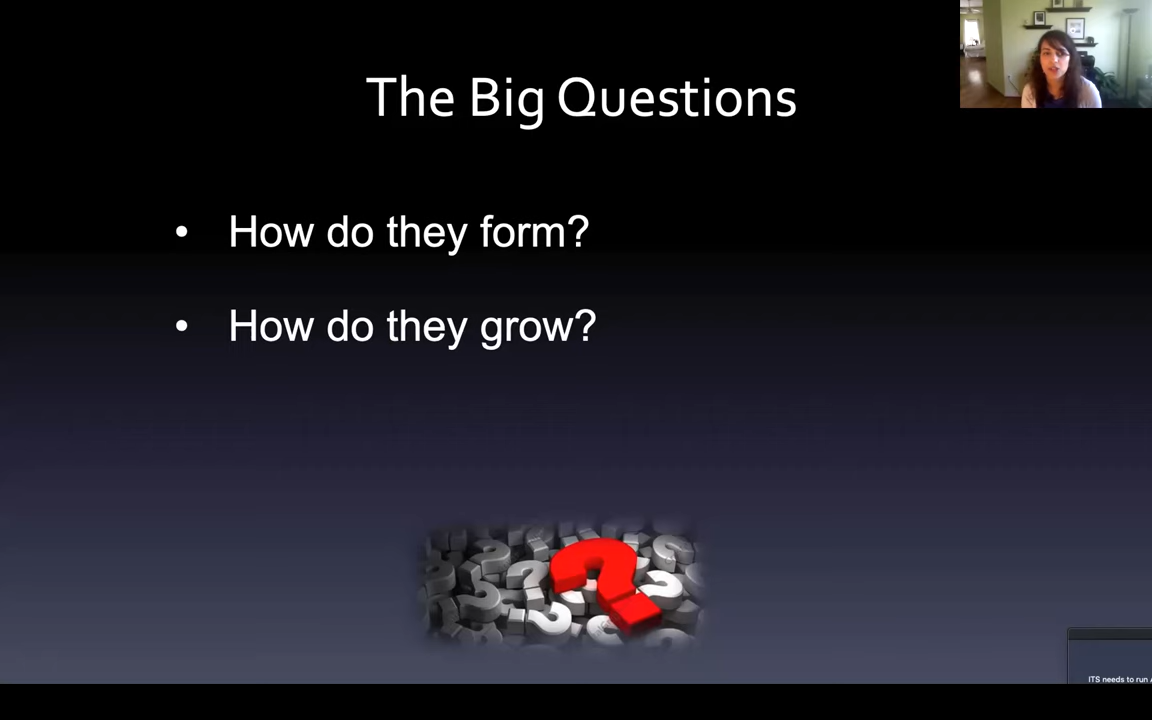 The Big Questions
• How do they form?
• How do they grow?
ITS needs to run